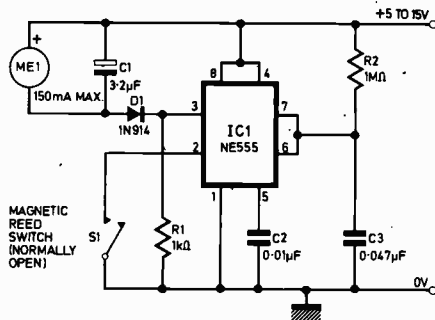 +5 TO 15V
+
ME1
C1
3·2µF
150mA MAX.
D1
1N914
8
4
3
7
IC1
NE555
2
6
1
5
R2
1MΩ
MAGNETIC
REED
SWITCH
(NORMALLY
OPEN)
S1
R1
1kΩ
C2
0·01µF
C3
0·047µF
0V